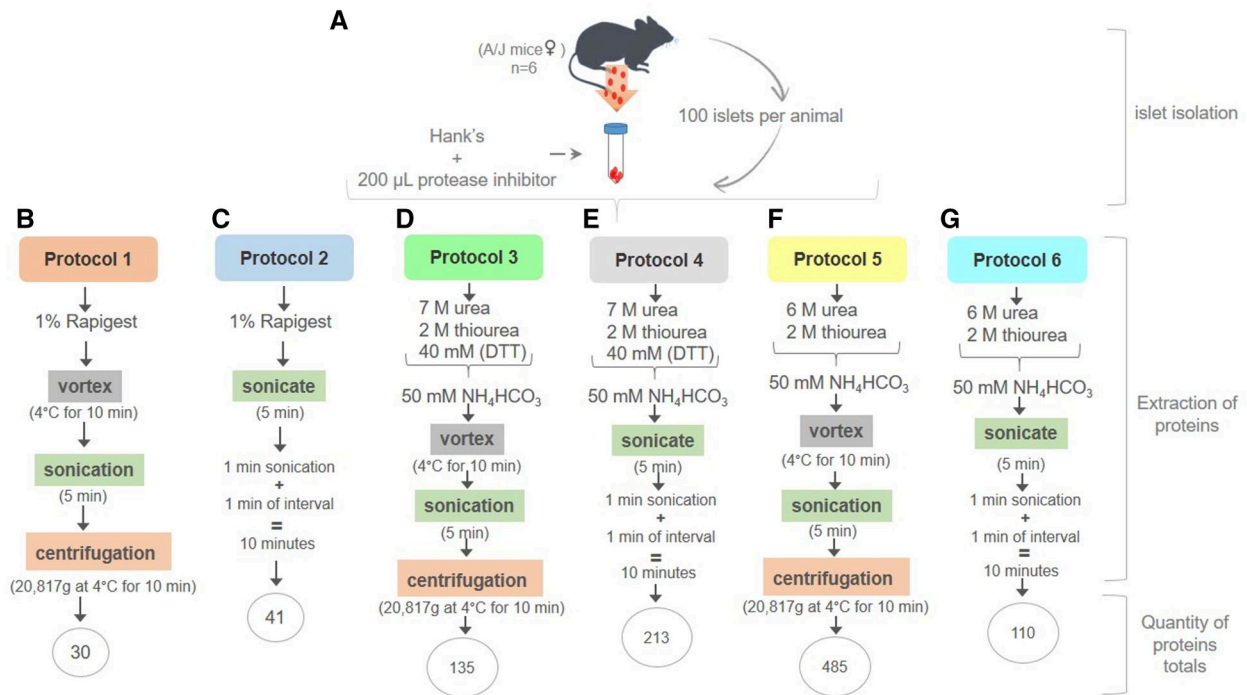 A
(A/J mice♀)
n=6
100 islets per animal
Hank's
+
200 µL protease inhibitor
islet isolation
B
Protocol 1
1% Rapigest
vortex
(4°C for 10 min)
sonication
(5 min)
centrifugation
(20,817g at 4°C for 10 min)
30
C
Protocol 2
1% Rapigest
sonicate
(5 min)
1 min sonication
+
1 min of interval
=
10 minutes
41
D
Protocol 3
7 M urea
2 M thiourea
40 mM (DTT)
50 mM NH₄HCO₃
vortex
(4°C for 10 min)
sonication
(5 min)
centrifugation
(20,817g at 4°C for 10 min)
135
E
Protocol 4
7 M urea
2 M thiourea
40 mM (DTT)
50 mM NH₄HCO₃
sonicate
(5 min)
1 min sonication
+
1 min of interval
=
10 minutes
213
F
Protocol 5
6 M urea
2 M thiourea
50 mM NH₄HCO₃
vortex
(4°C for 10 min)
sonication
(5 min)
centrifugation
(20,817g at 4°C for 10 min)
485
G
Protocol 6
6 M urea
2 M thiourea
50 mM NH₄HCO₃
sonicate
(5 min)
1 min sonication
+
1 min of interval
=
10 minutes
110
Extraction of
proteins
Quantity of
proteins
totals